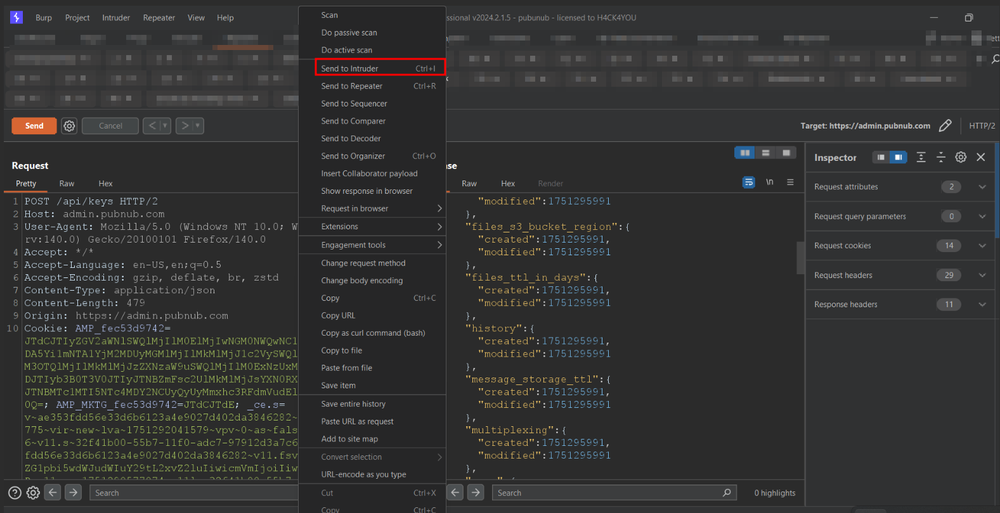 Burp Project Intruder Repeater View Help
ssional v2024.2.1.5 - pubunub - licensed to H4CK4YOU
Send
Cancel
< >
Target: https://admin.pubnub.com
HTTP/2
Request
Pretty Raw Hex
1 POST /api/keys HTTP/2
2 Host: admin.pubnub.com
3 User-Agent: Mozilla/5.0 (Windows NT 10.0; W
rv:140.0) Gecko/20100101 Firefox/140.0
4 Accept: */*
5 Accept-Language: en-US,en;q=0.5
6 Accept-Encoding: gzip, deflate, br, zstd
7 Content-Type: application/json
8 Content-Length: 479
9 Origin: https://admin.pubnub.com
10 Cookie: AMP_fec53d9742=
JTdCJTIyZGV2aWNlSWQlMjIlM0ElMjIwNGM0NWQwNC1
DA5Yi1mNTA1YjM2MDUyMGMlMjIlMkMlMjJ1c2VySWQl
M3OTQlMjIlMkMlMjJzZXNzaW9uSWQlMjIlM0ExNzUxM
DJTIyb3B0T3V0JTIyJTNBZmFsc2UlMkMlMjJsYXN0RX
JTNBMTc1MTI5NTc4MDY2NCUyQyUyMmxhc3RFdmVudEl
0Q=; AMP_MKTG_fec53d9742=JTdCJTdE; _ce.s=
v~ae353fdd56e33d6b6123a4e9027d402da3846282~
775~vir~new~lva~1751292041579~vpv~0~as~fals
6~v11.s~32f41b00-55b7-11f0-adc7-97912d3a7c6
fdd56e33d6b6123a4e9027d402da3846282~v11.fsv
ZG1pbi5wdWJudWIuY29tL2xvZ2luIiwicmVmIjoiIiw
Search
Scan
Do passive scan
Do active scan
Send to Intruder Ctrl+I
Send to Repeater Ctrl+R
Send to Sequencer
Send to Comparer
Send to Decoder
Send to Organizer Ctrl+O
Insert Collaborator payload
Show response in browser
Request in browser >
Extensions >
Engagement tools >
Change request method
Change body encoding
Copy Ctrl+C
Copy URL
Copy as curl command (bash)
Copy to file
Paste from file
Save item
Save entire history
Paste URL as request
Add to site map
Convert selection >
URL-encode as you type
Cut Ctrl+X
Copy Ctrl+C
nse
Raw Hex Render
\n
"modified":1751295991
},
"files_s3_bucket_region":{
"created":1751295991,
"modified":1751295991
},
"files_ttl_in_days":{
"created":1751295991,
"modified":1751295991
},
"history":{
"created":1751295991,
"modified":1751295991
},
"message_storage_ttl":{
"created":1751295991,
"modified":1751295991
},
"multiplexing":{
"created":1751295991,
"modified":1751295991
},
Search
0 highlights
Inspector
Request attributes 2
Request query parameters 0
Request cookies 14
Request headers 29
Response headers 11